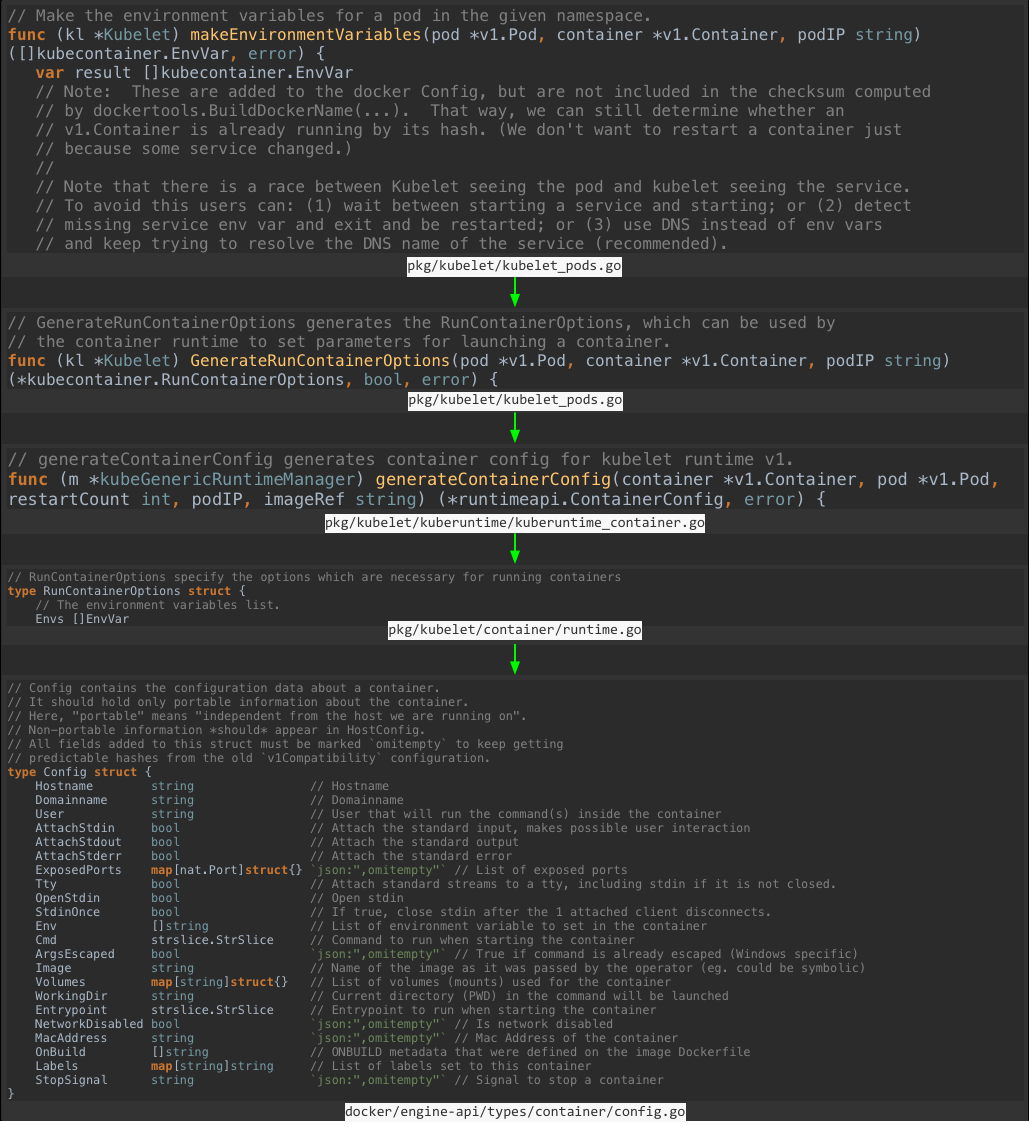 // Make the environment variables for a pod in the given namespace.
func (kl *Kubelet) makeEnvironmentVariables(pod *v1.Pod, container *v1.Container, podIP string)
([]kubecontainer.EnvVar, error) {
   var result []kubecontainer.EnvVar
   // Note:  These are added to the docker Config, but are not included in the checksum computed
   // by dockertools.BuildDockerName(...).  That way, we can still determine whether an
   // v1.Container is already running by its hash. (We don't want to restart a container just
   // because some service changed.)
   //
   // Note that there is a race between Kubelet seeing the pod and kubelet seeing the service.
   // To avoid this users can: (1) wait between starting a service and starting; or (2) detect
   // missing service env var and exit and be restarted; or (3) use DNS instead of env vars
   // and keep trying to resolve the DNS name of the service (recommended).
pkg/kubelet/kubelet_pods.go
// GenerateRunContainerOptions generates the RunContainerOptions, which can be used by
// the container runtime to set parameters for launching a container.
func (kl *Kubelet) GenerateRunContainerOptions(pod *v1.Pod, container *v1.Container, podIP string)
(*kubecontainer.RunContainerOptions, bool, error) {
pkg/kubelet/kubelet_pods.go
// generateContainerConfig generates container config for kubelet runtime v1.
func (m *kubeGenericRuntimeManager) generateContainerConfig(container *v1.Container, pod *v1.Pod,
restartCount int, podIP, imageRef string) (*runtimeapi.ContainerConfig, error) {
pkg/kubelet/kuberuntime/kuberuntime_container.go
// RunContainerOptions specify the options which are necessary for running containers
type RunContainerOptions struct {
    // The environment variables list.
    Envs []EnvVar
pkg/kubelet/container/runtime.go
// Config contains the configuration data about a container.
// It should hold only portable information about the container.
// Here, "portable" means "independent from the host we are running on".
// Non-portable information *should* appear in HostConfig.
// All fields added to this struct must be marked `omitempty` to keep getting
// predictable hashes from the old `v1Compatibility` configuration.
type Config struct {
    Hostname        string                // Hostname
    Domainname      string                // Domainname
    User            string                // User that will run the command(s) inside the container
    AttachStdin     bool                  // Attach the standard input, makes possible user interaction
    AttachStdout    bool                  // Attach the standard output
    AttachStderr    bool                  // Attach the standard error
    ExposedPorts    map[nat.Port]struct{} `json:",omitempty"` // List of exposed ports
    Tty             bool                  // Attach standard streams to a tty, including stdin if it is not closed.
    OpenStdin       bool                  // Open stdin
    StdinOnce       bool                  // If true, close stdin after the 1 attached client disconnects.
    Env             []string              // List of environment variable to set in the container
    Cmd             strslice.StrSlice     // Command to run when starting the container
    ArgsEscaped     bool                  `json:",omitempty"` // True if command is already escaped (Windows specific)
    Image           string                // Name of the image as it was passed by the operator (eg. could be symbolic)
    Volumes         map[string]struct{}   // List of volumes (mounts) used for the container
    WorkingDir      string                // Current directory (PWD) in the command will be launched
    Entrypoint      strslice.StrSlice     // Entrypoint to run when starting the container
    NetworkDisabled bool                  `json:",omitempty"` // Is network disabled
    MacAddress      string                `json:",omitempty"` // Mac Address of the container
    OnBuild         []string              // ONBUILD metadata that were defined on the image Dockerfile
    Labels          map[string]string     // List of labels set to this container
    StopSignal      string                `json:",omitempty"` // Signal to stop a container
}
docker/engine-api/types/container/config.go